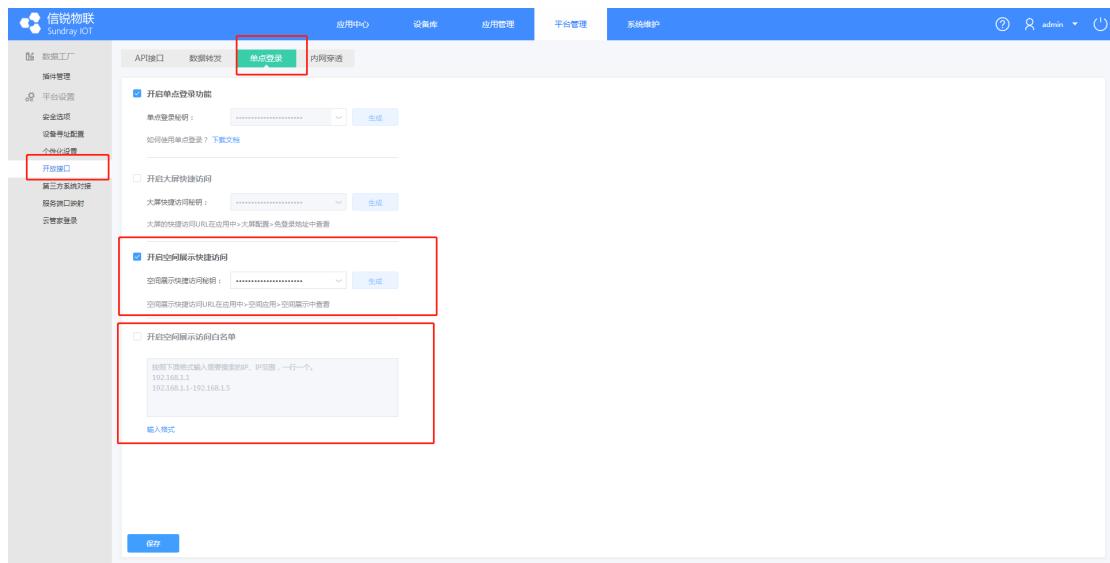 信锐物联
Sundray IOT
应用中心 设备库 应用管理 平台管理 系统维护
? admin
数据工厂
插件管理
平台设置
安全选项
设备寻址配置
个性化设置
开放接口
第三方系统对接
服务端口映射
云管家登录
API接口 数据转发 单点登录 内网穿透
开启单点登录功能
单点登录秘钥： •••••••••••••••••••••• 生成
如何使用单点登录？ 下载文档
开启大屏快捷访问
大屏快捷访问秘钥： •••••••••••••••••••••• 生成
大屏的快捷访问URL在应用中>大屏配置>免登录地址中查看
开启空间展示快捷访问
空间展示快捷访问秘钥： •••••••••••••••••••••• 生成
空间展示快捷访问URL在应用中>空间应用>空间展示中查看
开启空间展示访问白名单
按照下面格式输入需要搜索的IP、IP范围，一行一个。
192.168.1.1
192.168.1.1-192.168.1.5
输入格式
保存